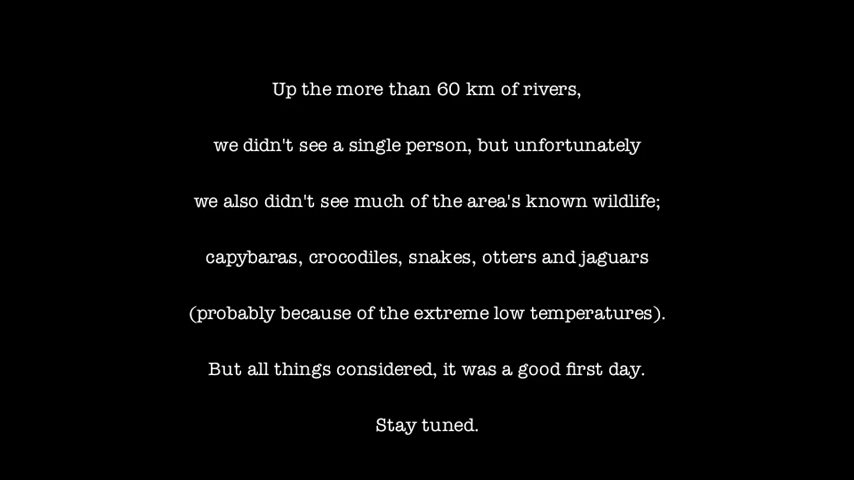 Up the more than 60 km of rivers,
we didn't see a single person, but unfortunately
we also didn't see much of the area's known wildlife;
capybaras, crocodiles, snakes, otters and jaguars
(probably because of the extreme low temperatures).
But all things considered, it was a good first day.
Stay tuned.